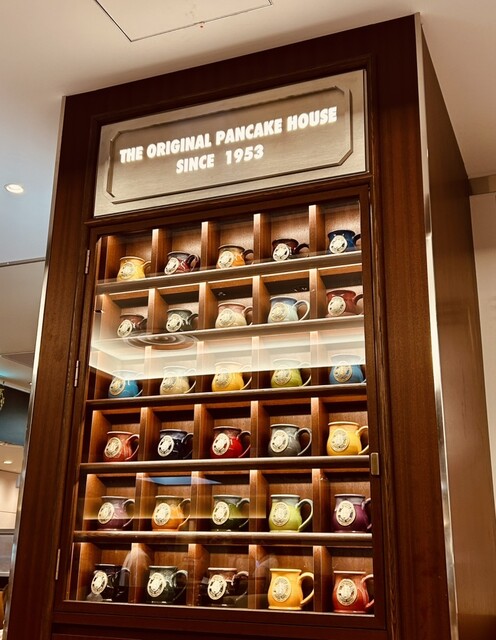 THE ORIGINAL PANCAKE HOUSE
SINCE 1953